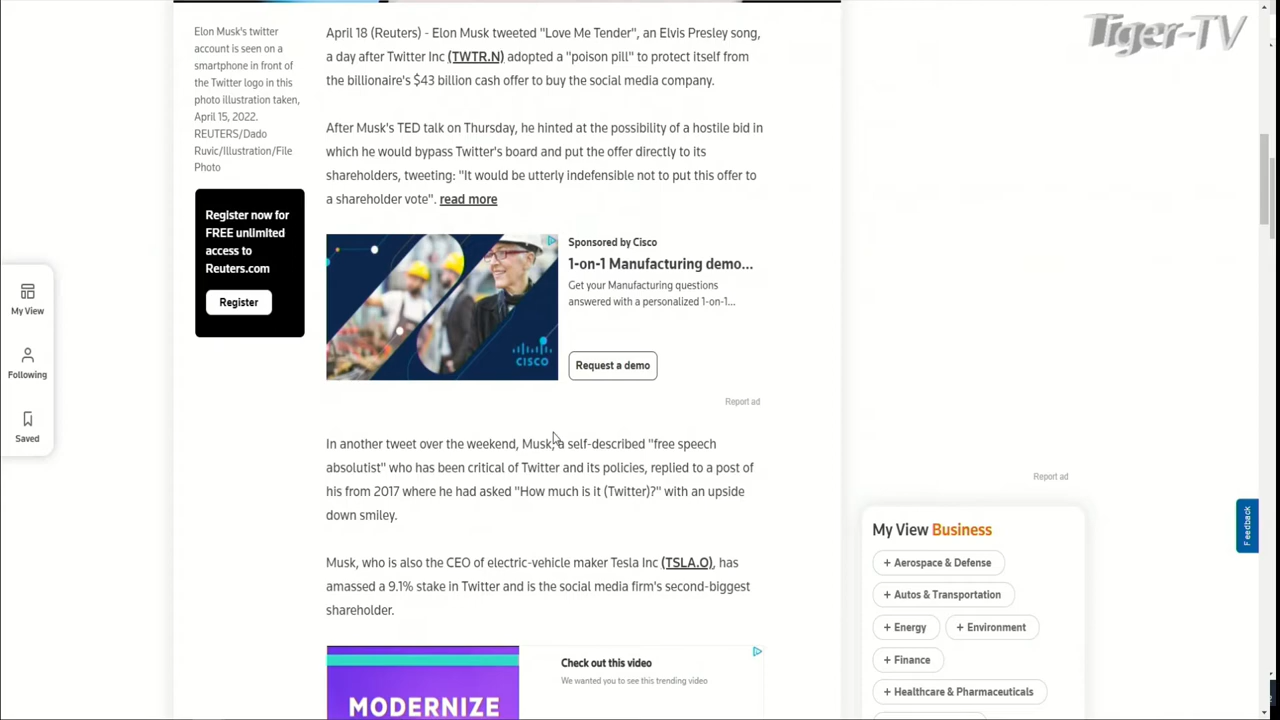 Tiger-TV
Elon Musk's twitter
account is seen on a
smartphone in front of
the Twitter logo in this
photo illustration taken,
April 15, 2022.
REUTERS/Dado
Ruvic/Illustration/File
Photo
Register now for
FREE unlimited
access to
Reuters.com
Register
My View
Following
Saved
April 18 (Reuters) - Elon Musk tweeted "Love Me Tender", an Elvis Presley song,
a day after Twitter Inc (TWTR.N) adopted a "poison pill" to protect itself from
the billionaire's $43 billion cash offer to buy the social media company.
After Musk's TED talk on Thursday, he hinted at the possibility of a hostile bid in
which he would bypass Twitter's board and put the offer directly to its
shareholders, tweeting: "It would be utterly indefensible not to put this offer to
a shareholder vote". read more
CISCO
Sponsored by Cisco
1-on-1 Manufacturing demo...
Get your Manufacturing questions
answered with a personalized 1-on-1...
Request a demo
Report ad
In another tweet over the weekend, Musk, a self-described "free speech
absolutist" who has been critical of Twitter and its policies, replied to a post of
his from 2017 where he had asked "How much is it (Twitter)?" with an upside
down smiley.
Musk, who is also the CEO of electric-vehicle maker Tesla Inc (TSLA.O), has
amassed a 9.1% stake in Twitter and is the social media firm's second-biggest
shareholder.
MODERNIZE
Check out this video
We wanted you to see this trending video
Report ad
My View Business
+ Aerospace & Defense
+ Autos & Transportation
+ Energy + Environment
+ Finance
+ Healthcare & Pharmaceuticals
Feedback